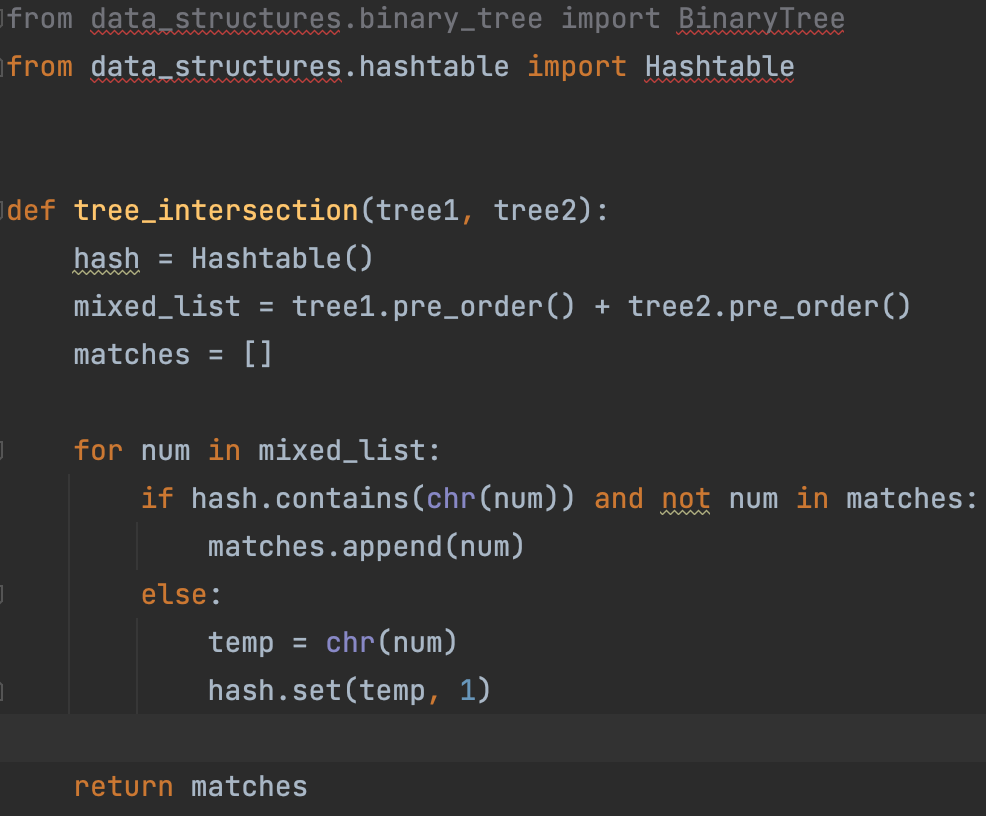 from data_structures.binary_tree import BinaryTree
from data_structures.hashtable import Hashtable
def tree_intersection(tree1, tree2):
    hash = Hashtable()
    mixed_list = tree1.pre_order() + tree2.pre_order()
    matches = []
    for num in mixed_list:
        if hash.contains(chr(num)) and not num in matches:
            matches.append(num)
        else:
            temp = chr(num)
            hash.set(temp, 1)
    return matches